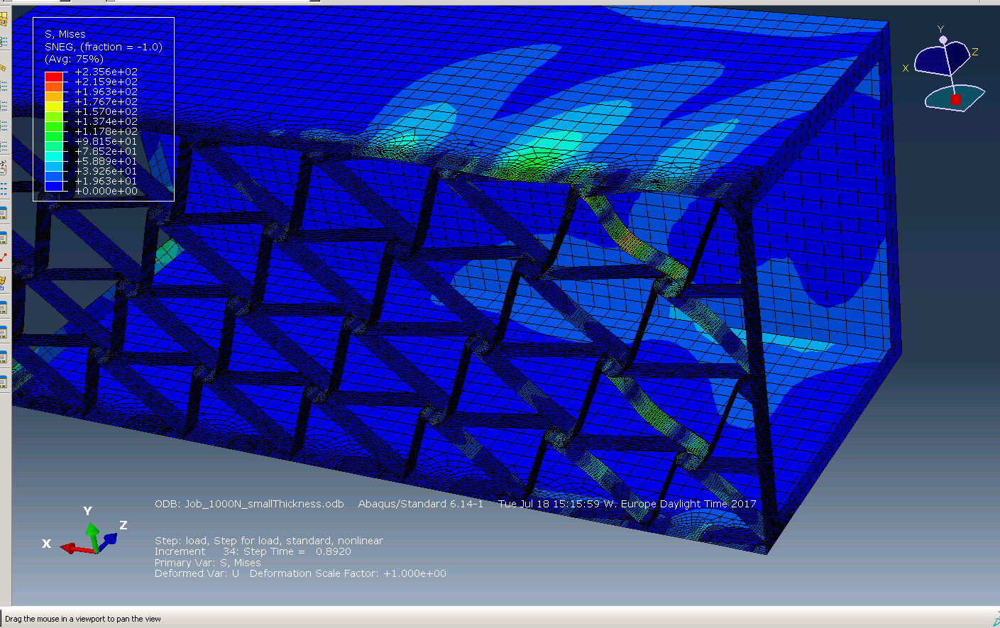 S, Mises
SNEG, (fraction = -1.0)
(Avg: 75%)
+2.356e+02
+2.159e+02
+1.963e+02
+1.767e+02
+1.570e+02
+1.374e+02
+1.178e+02
+9.815e+01
+7.852e+01
+5.889e+01
+3.926e+01
+1.963e+01
+0.000e+00
Y
Z
X
ODB: Job_1000N_smallThickness.odb Abaqus/Standard 6.14-1 Tue Jul 18 15:15:59 W. Europe Daylight Time 2017
Y
Z
X
Step: load, Step for load, standard, nonlinear
Increment 34: Step Time = 0.8920
Primary Var: S, Mises
Deformed Var: U Deformation Scale Factor: +1.000e+00
Drag the mouse in a viewport to pan the view